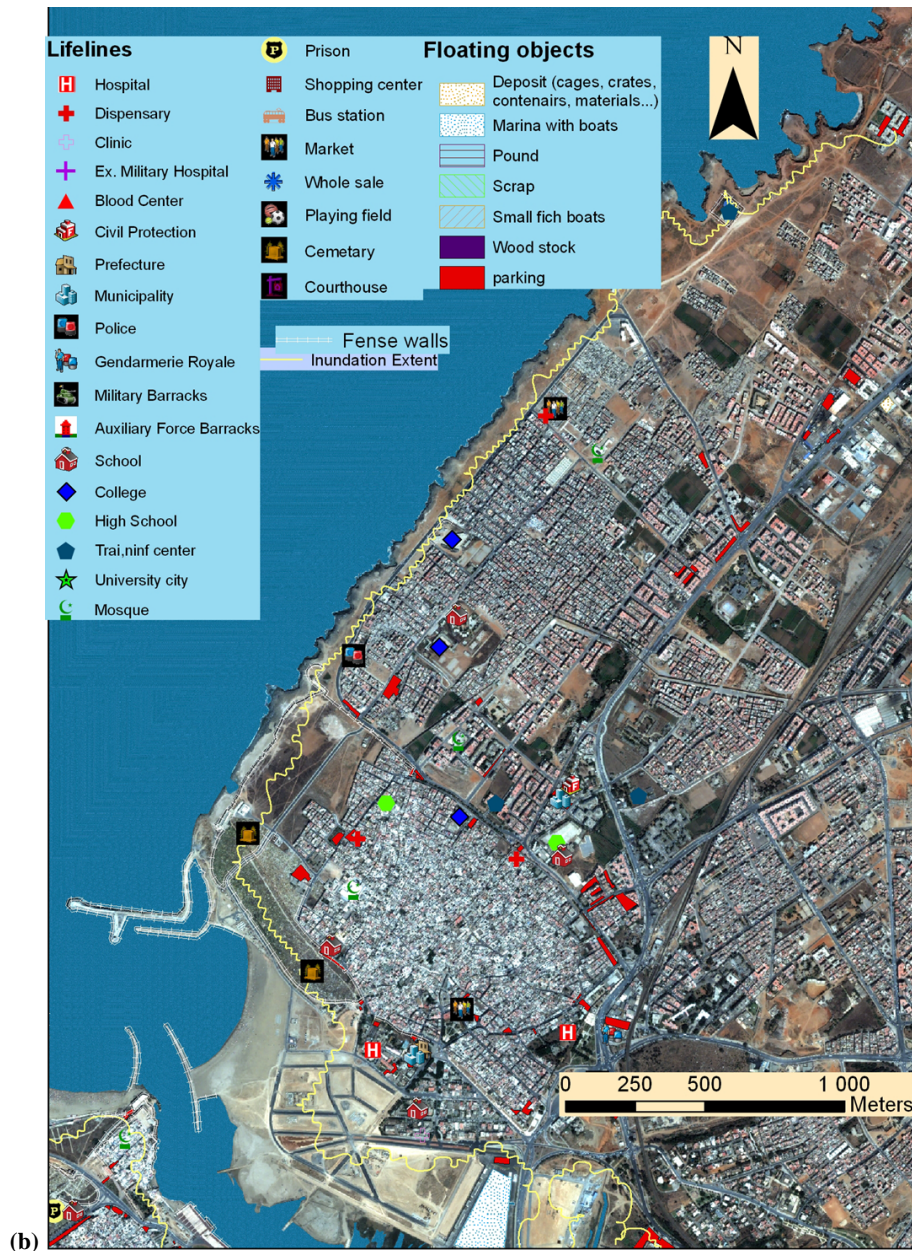 Lifelines
Hospital
Dispensary
Clinic
Ex. Military Hospital
Blood Center
Civil Protection
Prefecture
Municipality
Police
Gendarmerie Royale
Military Barracks
Auxiliary Force Barracks
School
College
High School
Trai,ninf center
University city
Mosque
P Prison
Shopping center
Bus station
Market
Whole sale
Playing field
Cemetary
Courthouse
Floating objects
Deposit (cages, crates,
contenairs, materials...)
Marina with boats
Pound
Scrap
Small fich boats
Wood stock
parking
N
Fense walls
Inundation Extent
H
H
0 250 500 1 000
Meters
P
(b)